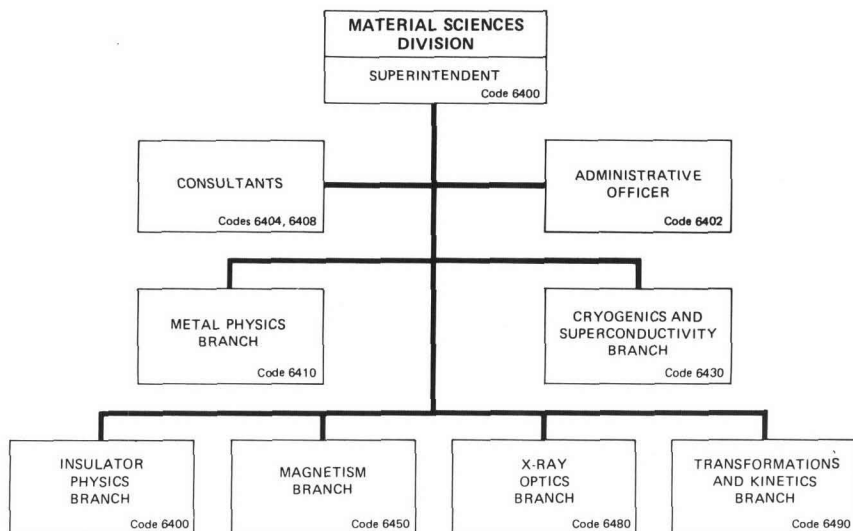 MATERIAL SCIENCES
DIVISION
SUPERINTENDENT
Code 6400
CONSULTANTS
Codes 6404, 6408
ADMINISTRATIVE
OFFICER
Code 6402
METAL PHYSICS
BRANCH
Code 6410
CRYOGENICS AND
SUPERCONDUCTIVITY
BRANCH
Code 6430
INSULATOR
PHYSICS
BRANCH
Code 6400
MAGNETISM
BRANCH
Code 6450
X-RAY
OPTICS
BRANCH
Code 6480
TRANSFORMATIONS
AND KINETICS
BRANCH
Code 6490